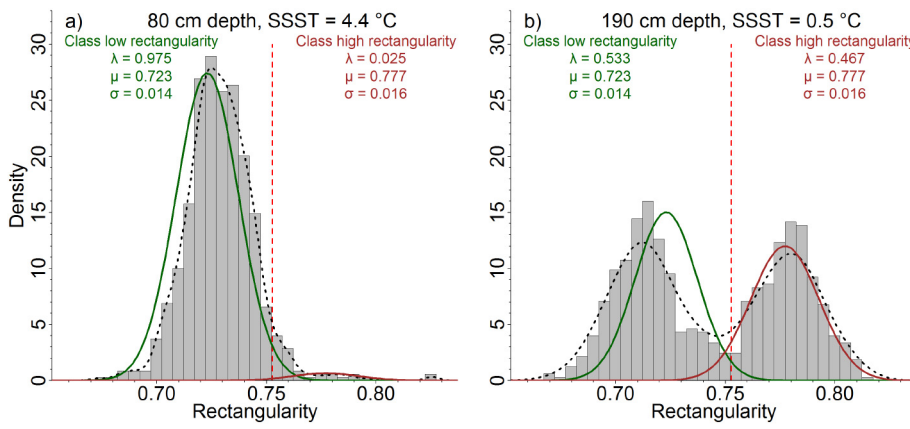 a) 80 cm depth, SSST = 4.4 °C
Class low rectangularity
λ = 0.975
μ = 0.723
σ = 0.014
Class high rectangularity
λ = 0.025
μ = 0.777
σ = 0.016
Density
30
25
20
15
10
5
0
0.70 0.75 0.80
Rectangularity
b) 190 cm depth, SSST = 0.5 °C
Class low rectangularity
λ = 0.533
μ = 0.723
σ = 0.014
Class high rectangularity
λ = 0.467
μ = 0.777
σ = 0.016
30
25
20
15
10
5
0
0.70 0.75 0.80
Rectangularity